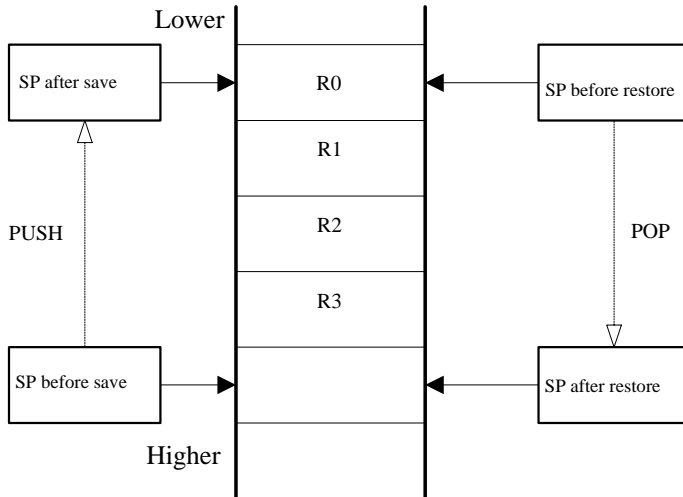 Lower
SP after save
R0
SP before restore
R1
PUSH
R2
POP
R3
SP before save
SP after restore
Higher